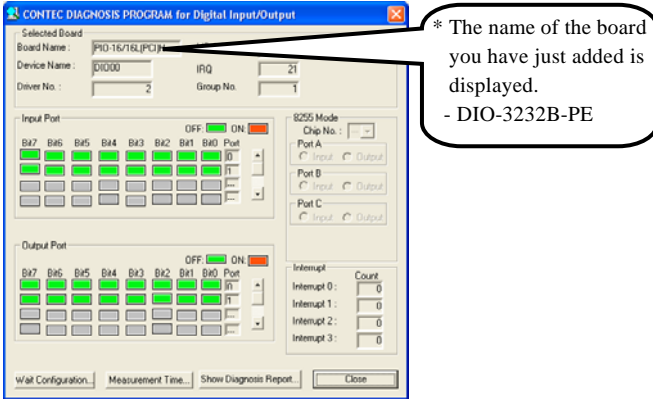 CONTEC DIAGNOSIS PROGRAM for Digital Input/Output
Selected Board
Board Name : PIO-16/16L(PCI)H
Device Name : DIO00
IRQ 21
Driver No. : 2
Group No. 1
Input Port
OFF: ON:
Bit7 Bit6 Bit5 Bit4 Bit3 Bit2 Bit1 Bit0 Port
0
1
---
---
8255 Mode
Chip No. : ---
Port A
Input Output
Port B
Input Output
Port C
Input Output
Output Port
OFF: ON:
Bit7 Bit6 Bit5 Bit4 Bit3 Bit2 Bit1 Bit0 Port
0
1
---
---
Interrupt
Count
Interrupt 0 : 0
Interrupt 1 : 0
Interrupt 2 : 0
Interrupt 3 : 0
Wait Configuration...
Measurement Time...
Show Diagnosis Report...
Close
* The name of the board
you have just added is
displayed.
- DIO-3232B-PE